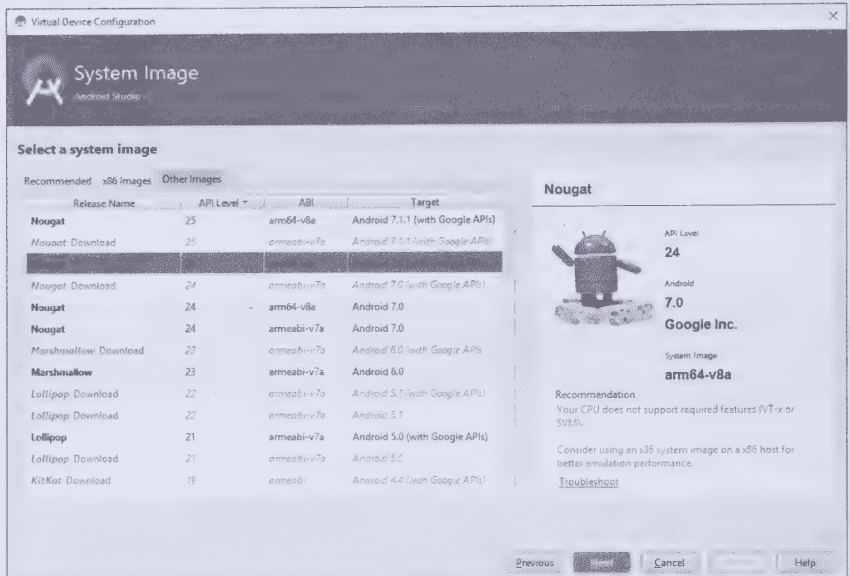 Virtual Device Configuration
System Image
Android Studio
Select a system image
Recommended x86 Images Other Images
Release Name API Level ABI Target
Nougat 25 arm64-v8a Android 7.1.1 (with Google APIs)
Nougat Download 25 armeabi-v7a Android 7.1.1 (with Google APIs)
Nougat Download 24 armeabi-v7a Android 7.0 (with Google APIs)
Nougat 24 arm64-v8a Android 7.0
Nougat 24 armeabi-v7a Android 7.0
Marshmallow Download 23 armeabi-v7a Android 6.0 (with Google APIs
Marshmallow 23 armeabi-v7a Android 6.0
Lollipop Download 22 armeabi-v7a Android 5.1 (with Google APIs)
Lollipop Download 22 armeabi-v7a Android 5.1
Lollipop 21 armeabi-v7a Android 5.0 (with Google APIs)
Lollipop Download 21 armeabi-v7a Android 5.0
KitKat Download 19 armeabi Android 4.4 (with Google APIs)
Nougat
API Level
24
Android
7.0
Google Inc.
System Image
arm64-v8a
Recommendation
Your CPU does not support required features (VT-x or
SVM).
Consider using an x86 system image on a x86 host for
better emulation performance.
Troubleshoot
Previous Next Cancel Help